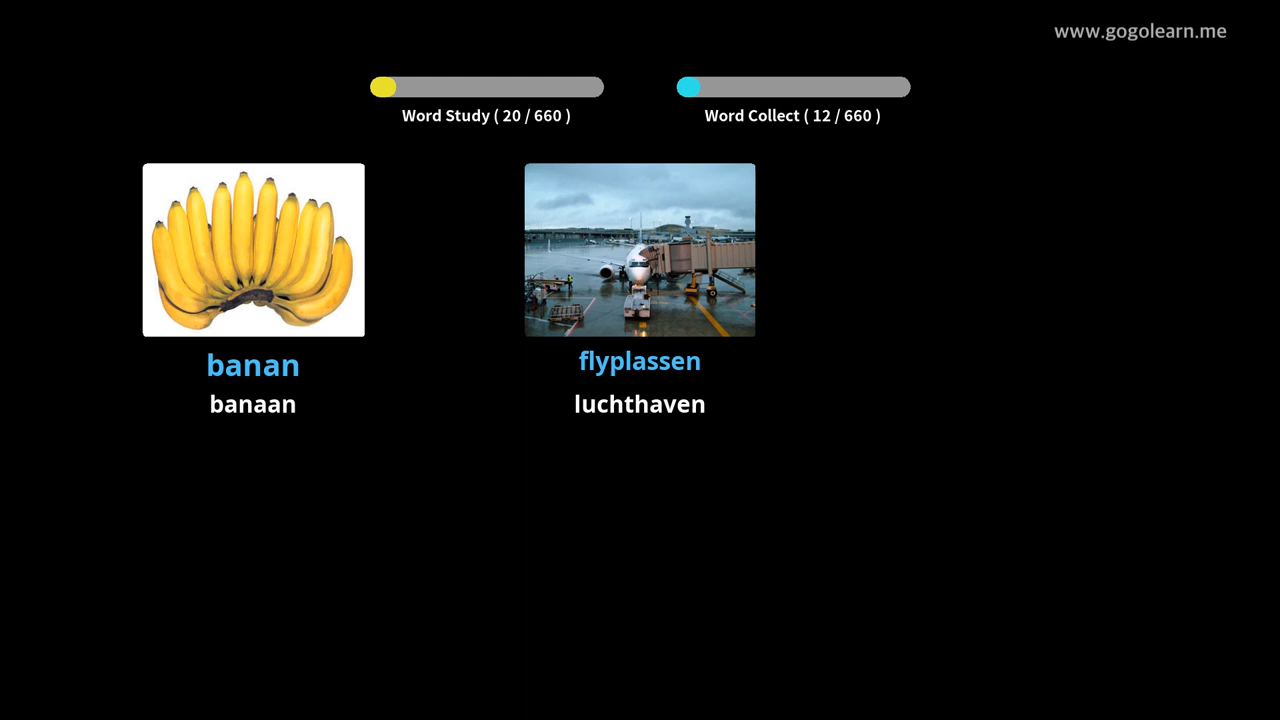 www.gogolearn.me
Word Study ( 20 / 660 )
Word Collect ( 12 / 660 )
banan
banaan
flyplassen
luchthaven